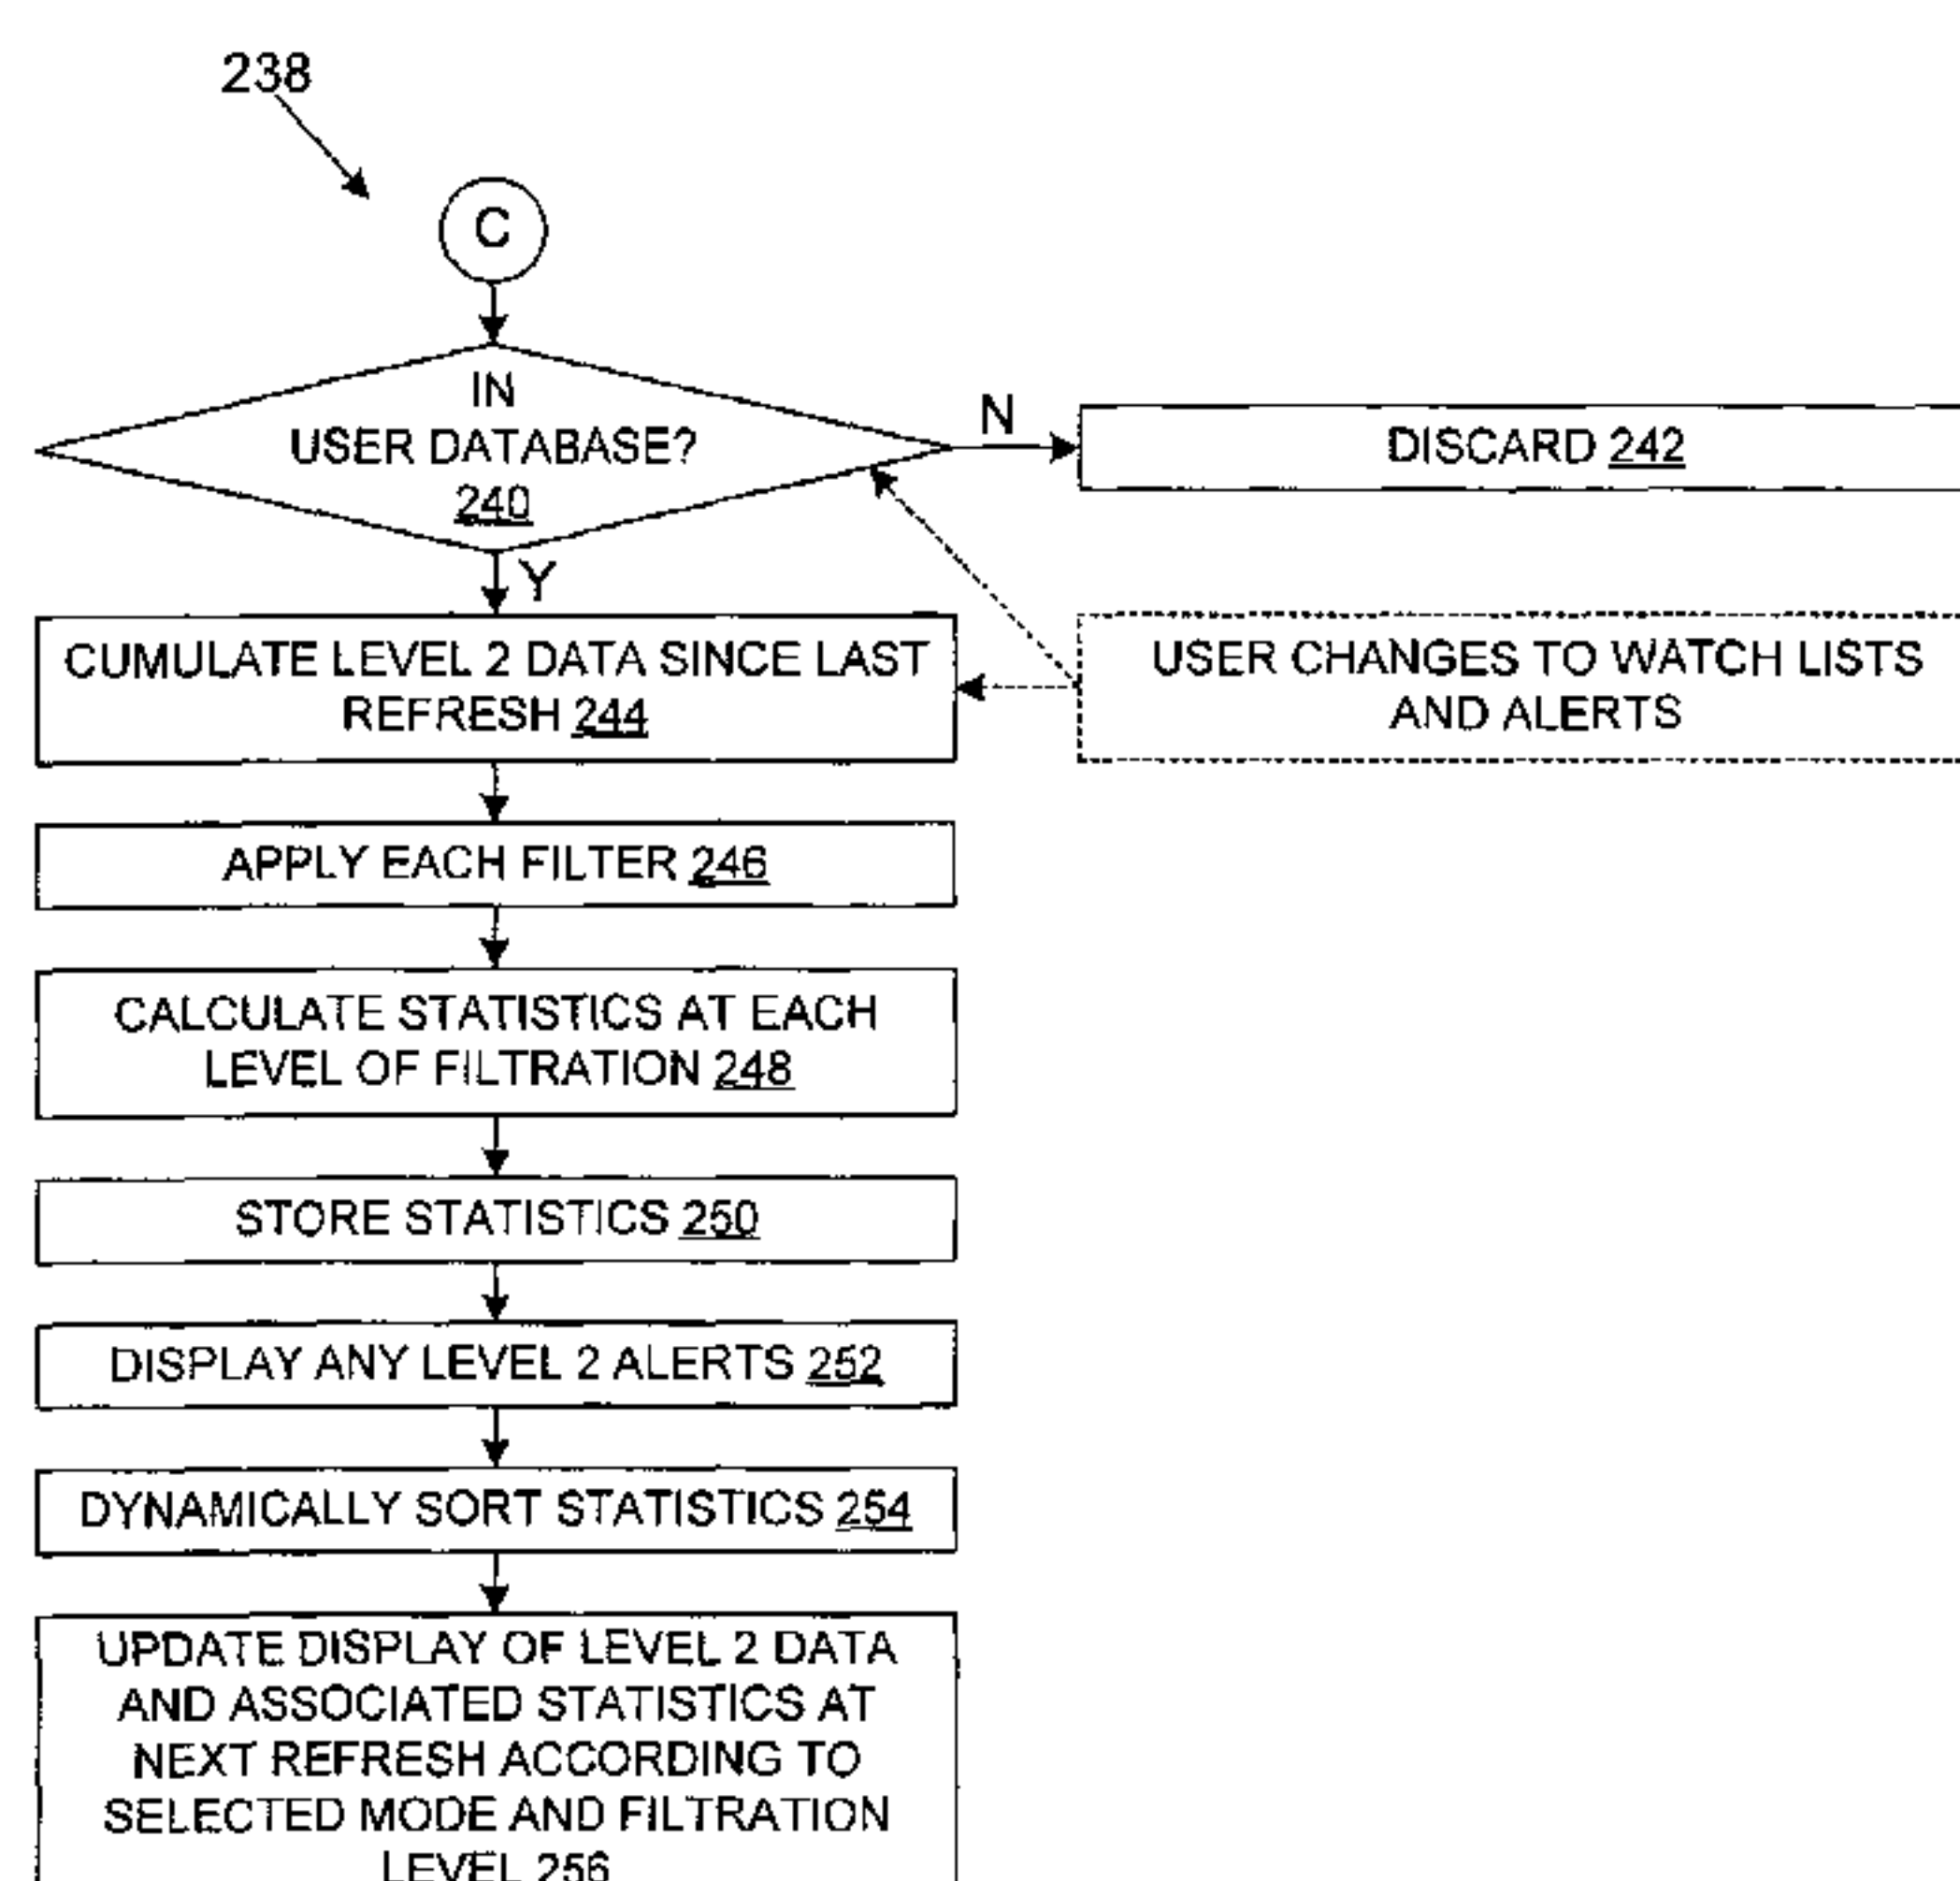 238
C
IN
USER DATABASE?
240
N
DISCARD 242
Y
CUMULATE LEVEL 2 DATA SINCE LAST
REFRESH 244
USER CHANGES TO WATCH LISTS
AND ALERTS
APPLY EACH FILTER 246
CALCULATE STATISTICS AT EACH
LEVEL OF FILTRATION 248
STORE STATISTICS 250
DISPLAY ANY LEVEL 2 ALERTS 252
DYNAMICALLY SORT STATISTICS 254
UPDATE DISPLAY OF LEVEL 2 DATA
AND ASSOCIATED STATISTICS AT
NEXT REFRESH ACCORDING TO
SELECTED MODE AND FILTRATION
LEVEL 256